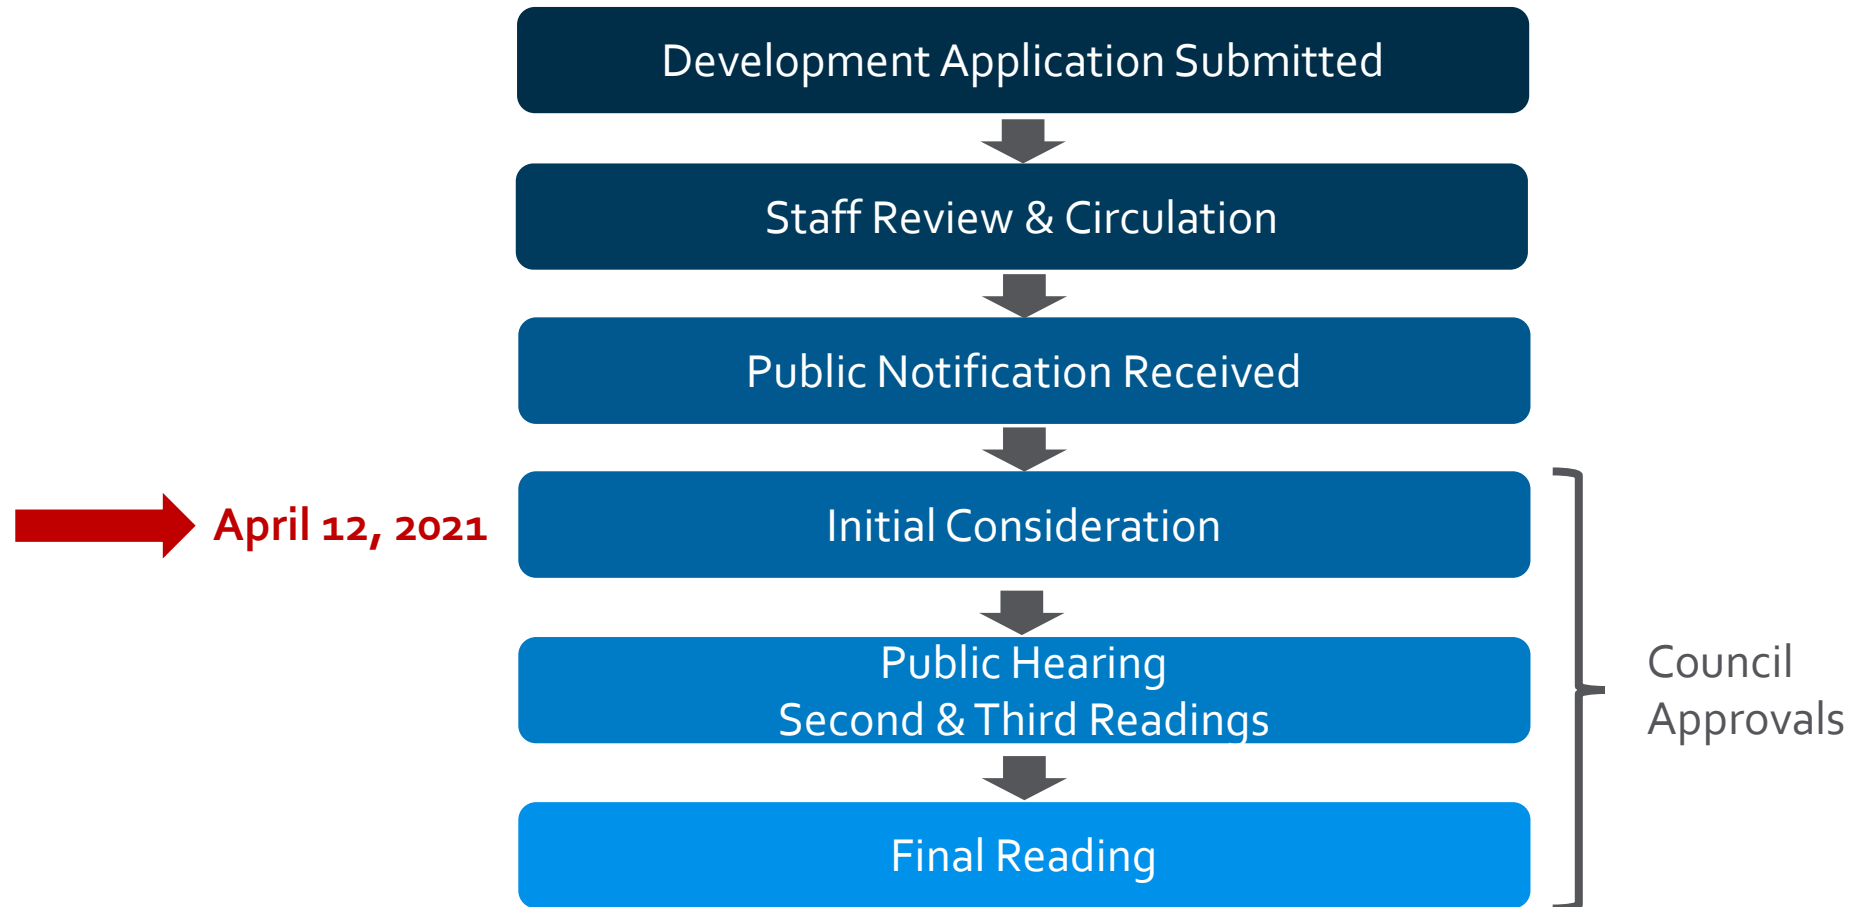 Development Application Submitted
Staff Review & Circulation
Public Notification Received
April 12, 2021
Initial Consideration
Public Hearing
Second & Third Readings
Council
Approvals
Final Reading